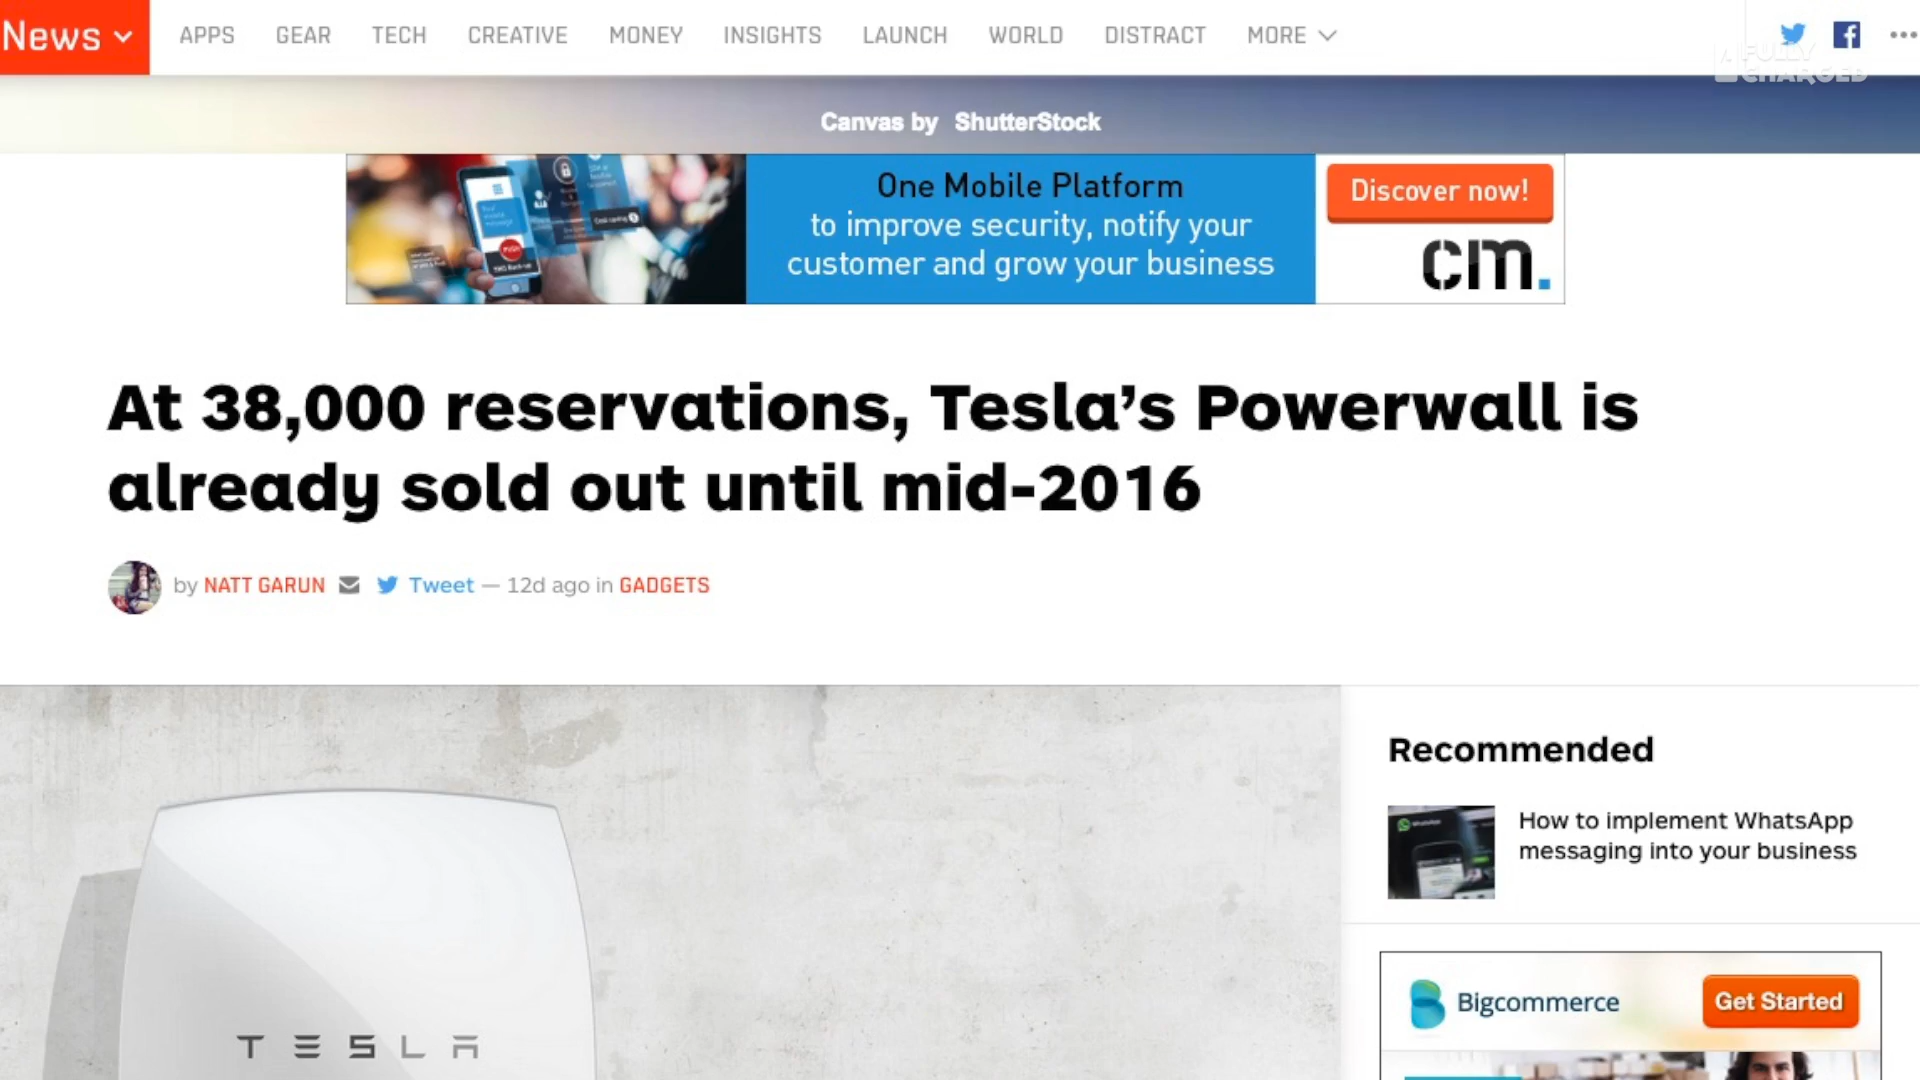 News
APPS GEAR TECH CREATIVE MONEY INSIGHTS LAUNCH WORLD DISTRACT MORE
FULLY
CHARGED
Canvas by ShutterStock
One Mobile Platform
to improve security, notify your
customer and grow your business
Discover now!
cm.
At 38,000 reservations, Tesla's Powerwall is
already sold out until mid-2016
by NATT GARUN Tweet — 12d ago in GADGETS
TESLA
Recommended
How to implement WhatsApp
messaging into your business
Bigcommerce
Get Started